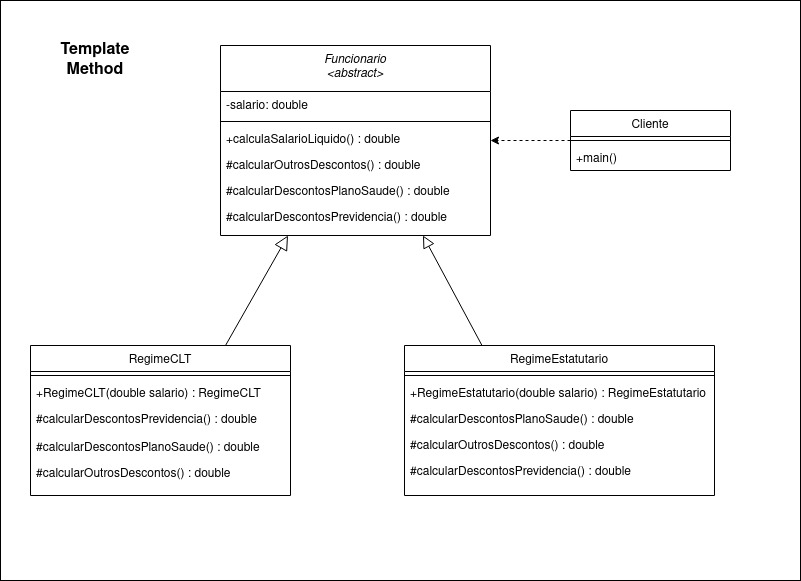 Template
Method
Funcionario
<abstract>
-salario: double
+calculaSalarioLiquido() : double
#calcularOutrosDescontos() : double
#calcularDescontosPlanoSaude() : double
#calcularDescontosPrevidencia() : double
Cliente
+main()
RegimeCLT
+RegimeCLT(double salario) : RegimeCLT
#calcularDescontosPrevidencia() : double
#calcularDescontosPlanoSaude() : double
#calcularOutrosDescontos() : double
RegimeEstatutario
+RegimeEstatutario(double salario) : RegimeEstatutario
#calcularDescontosPlanoSaude() : double
#calcularOutrosDescontos() : double
#calcularDescontosPrevidencia() : double